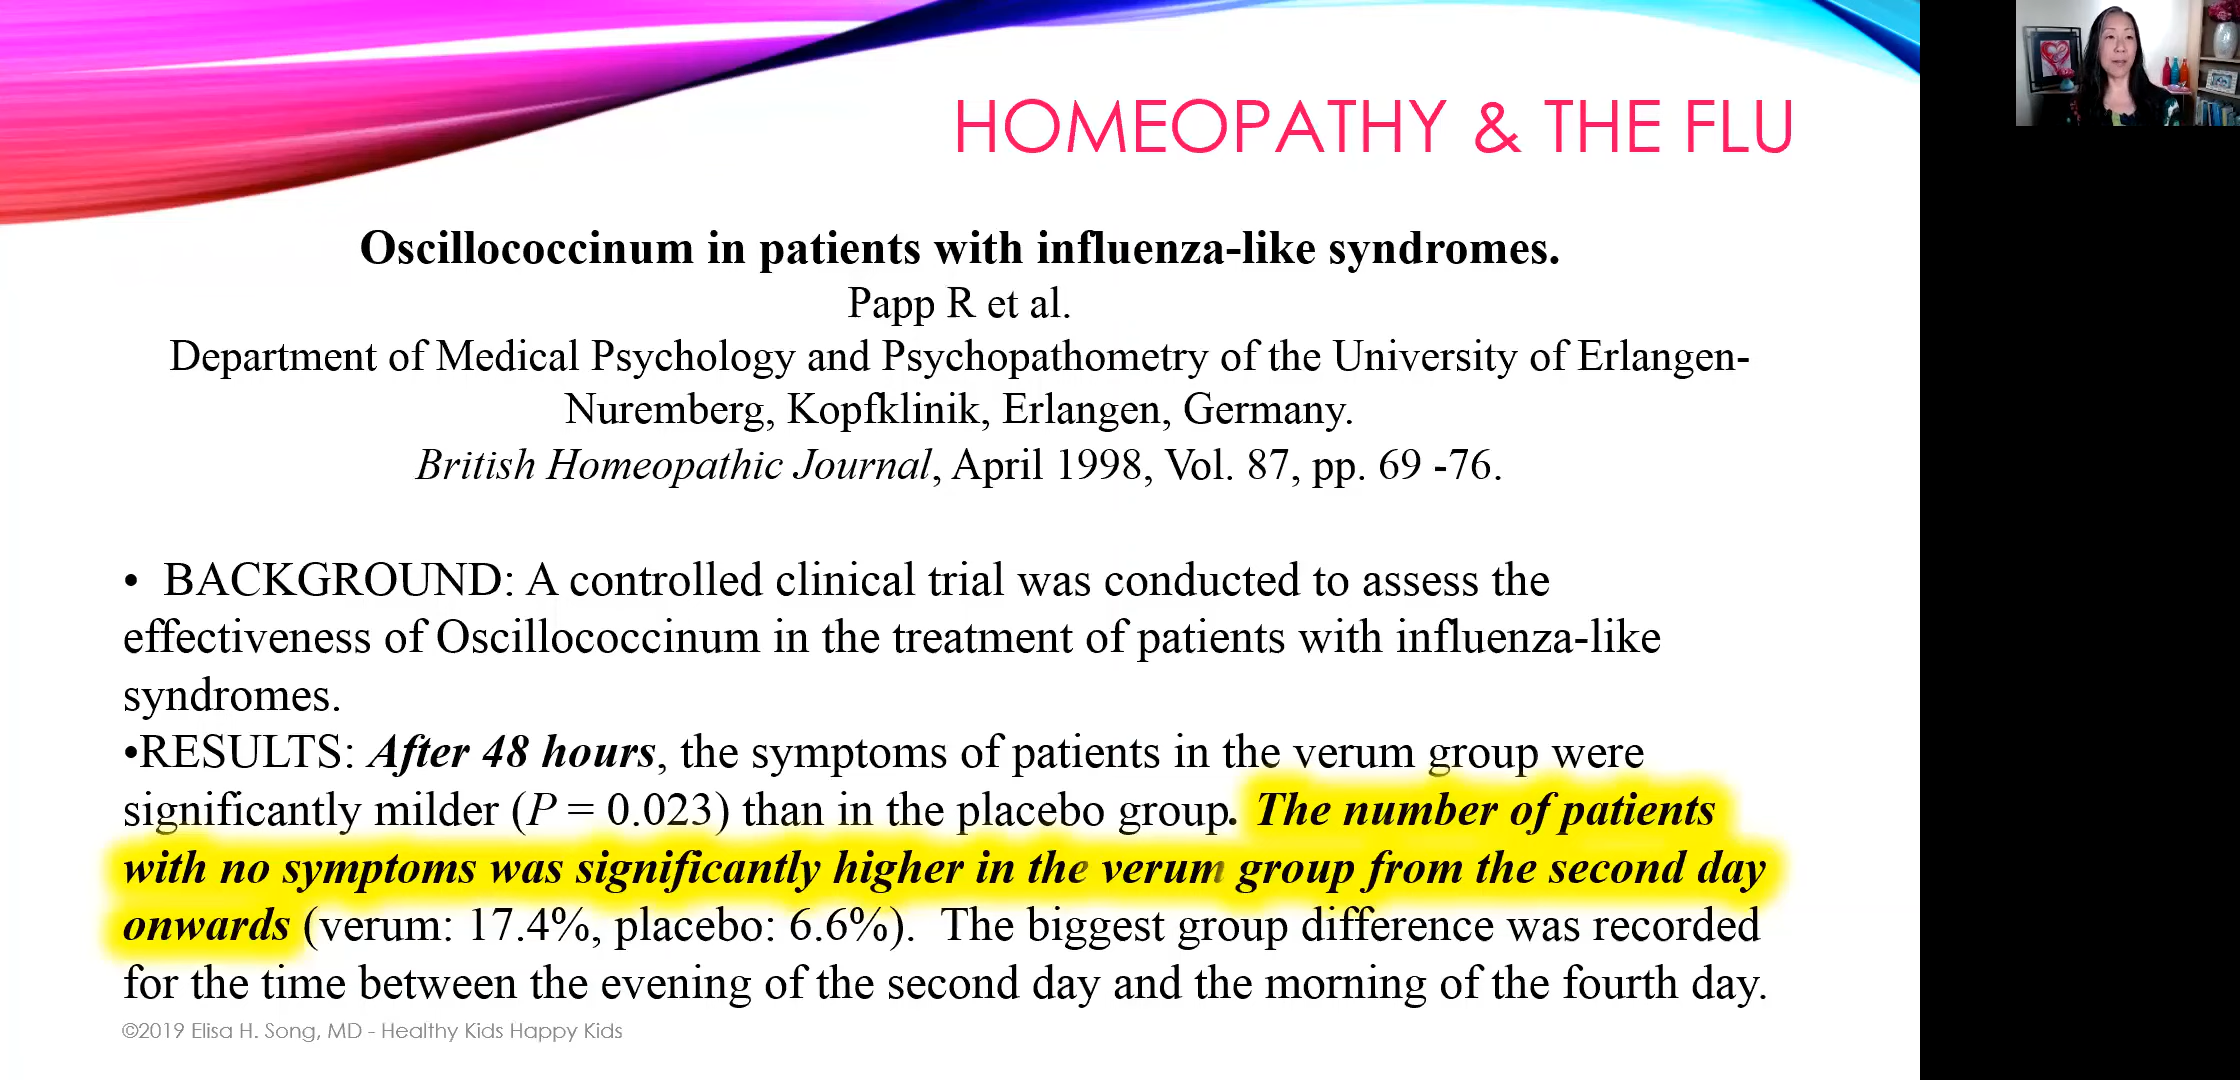 HOMEOPATHY & THE FLU
Oscillococcinum in patients with influenza-like syndromes.
Papp R et al.
Department of Medical Psychology and Psychopathometry of the University of Erlangen-
Nuremberg, Kopfklinik, Erlangen, Germany.
British Homeopathic Journal, April 1998, Vol. 87, pp. 69 -76.
• BACKGROUND: A controlled clinical trial was conducted to assess the
effectiveness of Oscillococcinum in the treatment of patients with influenza-like
syndromes.
•RESULTS: After 48 hours, the symptoms of patients in the verum group were
significantly milder (P = 0.023) than in the placebo group. The number of patients
with no symptoms was significantly higher in the verum group from the second day
onwards (verum: 17.4%, placebo: 6.6%). The biggest group difference was recorded
for the time between the evening of the second day and the morning of the fourth day.
©2019 Elisa H. Song, MD - Healthy Kids Happy Kids